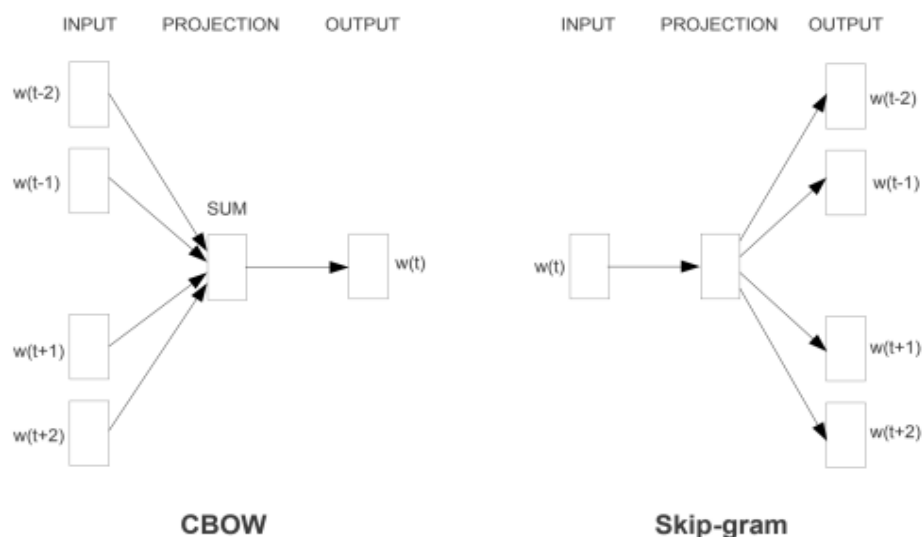 INPUT PROJECTION OUTPUT
w(t-2)
w(t-1)
SUM
w(t)
w(t+1)
w(t+2)
CBOW
INPUT PROJECTION OUTPUT
w(t-2)
w(t-1)
w(t)
w(t+1)
w(t+2)
Skip-gram